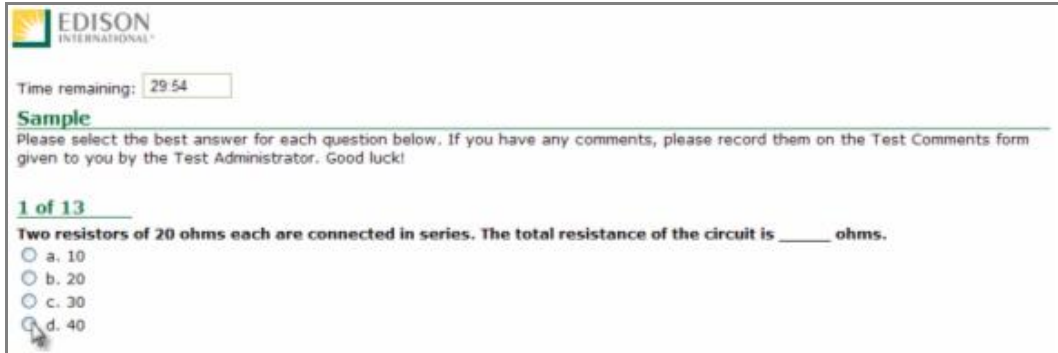 EDISON
INTERNATIONAL
Time remaining: 29:54
Sample
Please select the best answer for each question below. If you have any comments, please record them on the Test Comments form
given to you by the Test Administrator. Good luck!
1 of 13
Two resistors of 20 ohms each are connected in series. The total resistance of the circuit is _____ ohms.
a. 10
b. 20
c. 30
d. 40